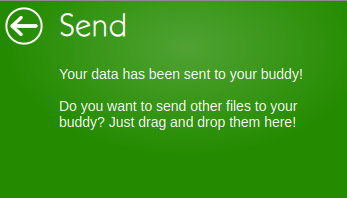 Send
Your data has been sent to your buddy!
Do you want to send other files to your
buddy? Just drag and drop them here!